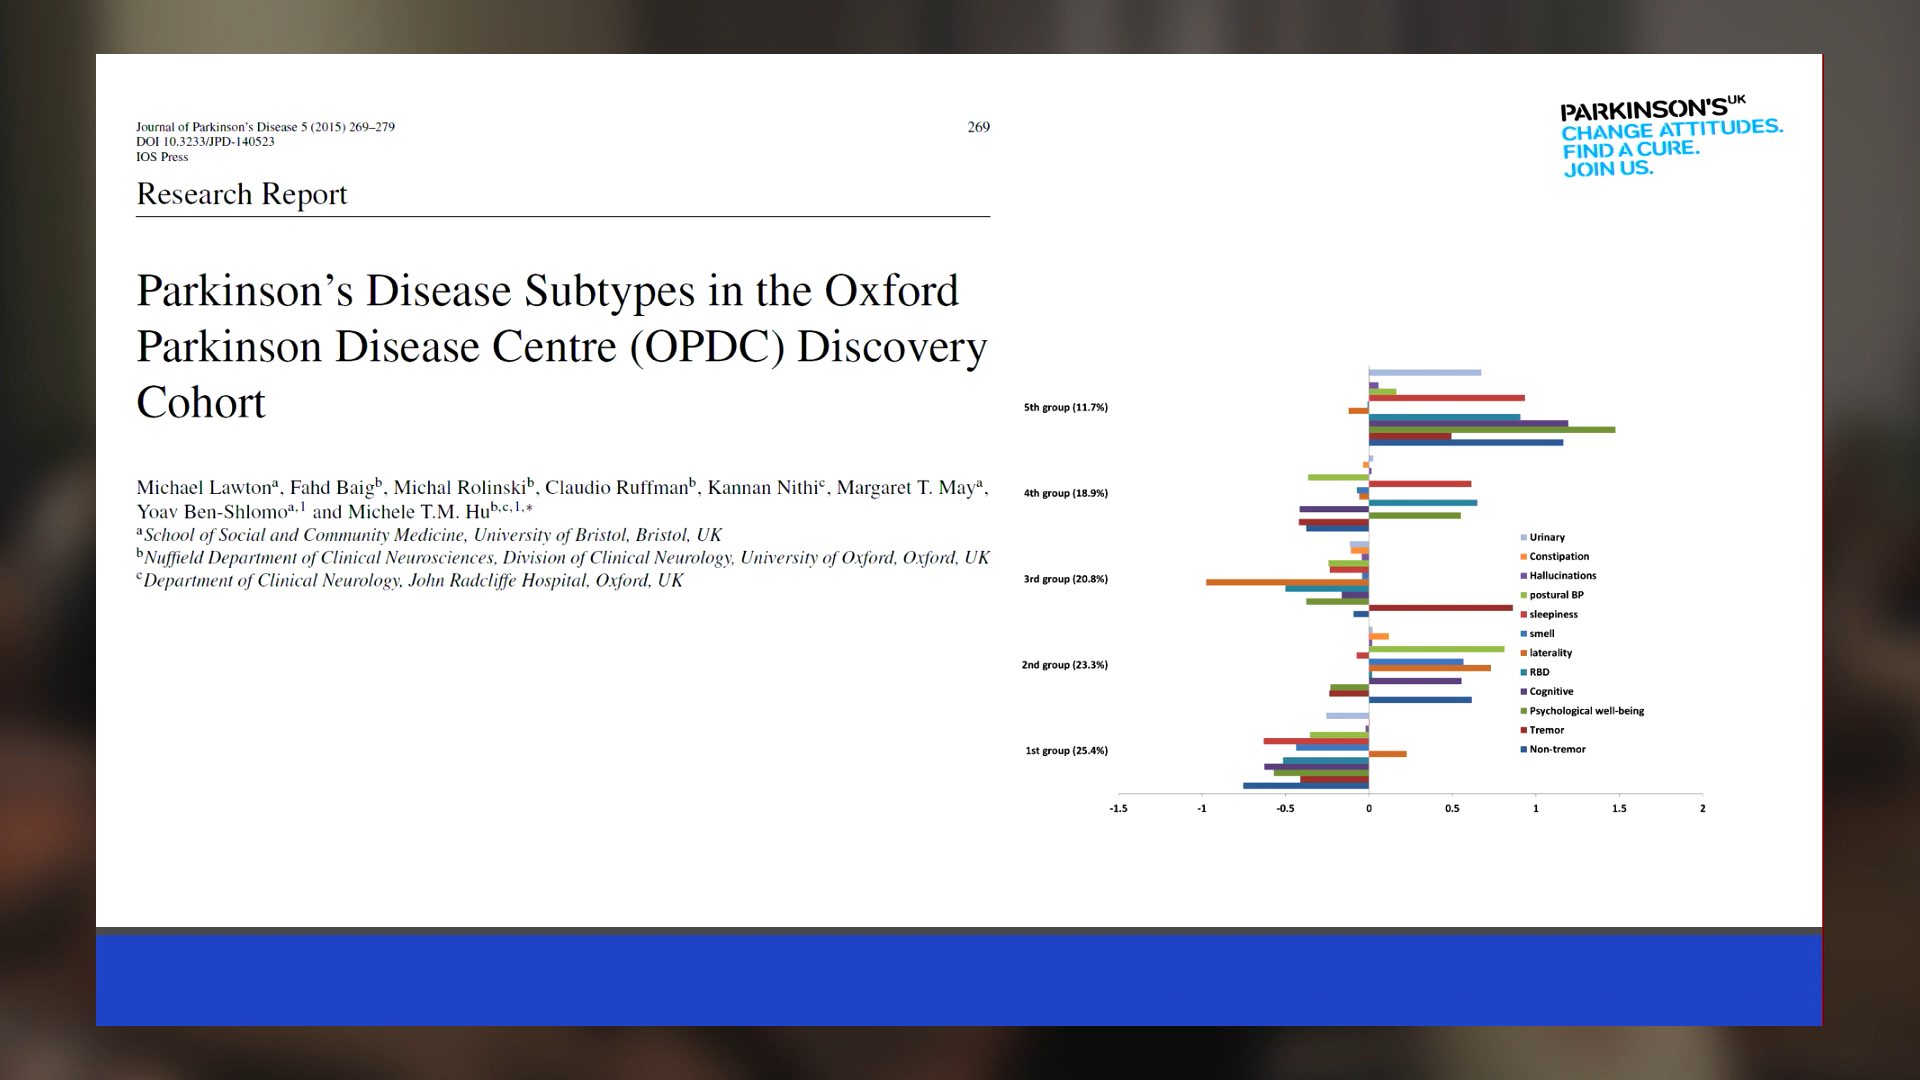 Journal of Parkinson's Disease 5 (2015) 269–279
269
DOI 10.3233/JPD-140523
IOS Press
Research Report
Parkinson's Disease Subtypes in the Oxford
Parkinson Disease Centre (OPDC) Discovery
Cohort
Michael Lawtonᵃ, Fahd Baigᵇ, Michal Rolinskiᵇ, Claudio Ruffmanᵇ, Kannan Nithiᶜ, Margaret T. Mayᵃ,
Yoav Ben-Shlomoᵃ,¹ and Michele T.M. Huᵇ,ᶜ,¹,*
ᵃSchool of Social and Community Medicine, University of Bristol, Bristol, UK
ᵇNuffield Department of Clinical Neurosciences, Division of Clinical Neurology, University of Oxford, Oxford, UK
ᶜDepartment of Clinical Neurology, John Radcliffe Hospital, Oxford, UK
PARKINSON'S UK
CHANGE ATTITUDES.
FIND A CURE.
JOIN US.
5th group (11.7%)
4th group (18.9%)
3rd group (20.8%)
2nd group (23.3%)
1st group (25.4%)
Urinary
Constipation
Hallucinations
postural BP
sleepiness
smell
laterality
RBD
Cognitive
Psychological well-being
Tremor
Non-tremor
-1.5 -1 -0.5 0 0.5 1 1.5 2